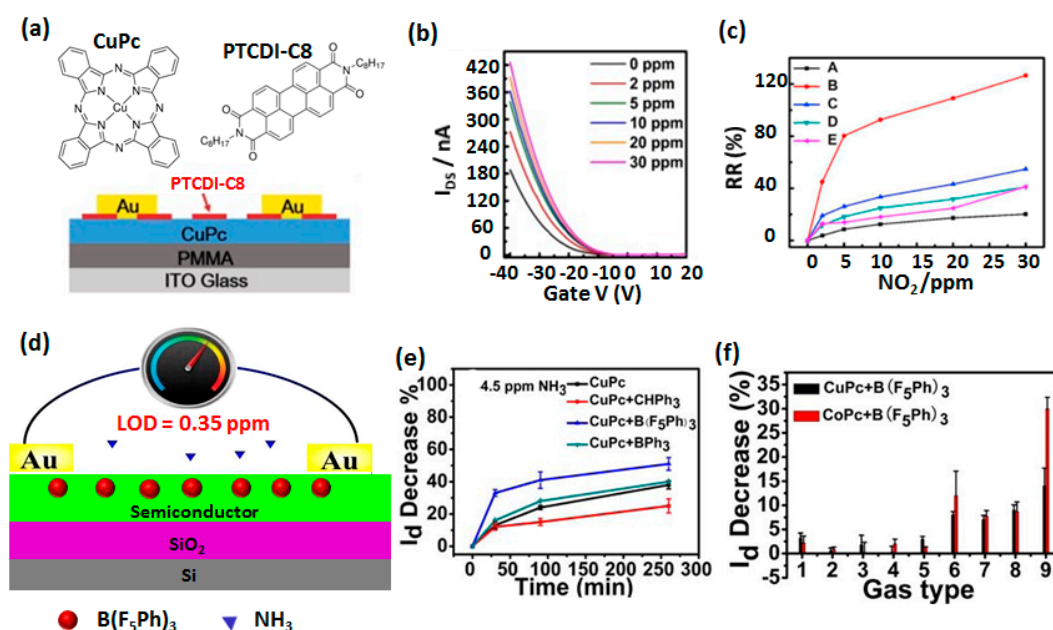 (a)
CuPc
PTCDI-C8
N
N
N
N
Cu
N
N
N
N
O
O
N
C8H17
C8H17
N
O
O
PTCDI-C8
Au
Au
CuPc
PMMA
ITO Glass
(b)
420
360
300
240
180
120
60
0
IDS / nA
0 ppm
2 ppm
5 ppm
10 ppm
20 ppm
30 ppm
-40 -30 -20 -10 0 10 20
Gate V (V)
(c)
120
80
40
0
RR (%)
A
B
C
D
E
0 5 10 15 20 25 30
NO2/ppm
(d)
LOD = 0.35 ppm
Au
Au
Semiconductor
SiO2
Si
B(F5Ph)3
NH3
(e)
100
80
60
40
20
0
Id Decrease %
4.5 ppm NH3
CuPc
CuPc+CHPh3
CuPc+B(F5Ph)3
CuPc+BPh3
0 50 100 150 200 250 300
Time (min)
(f)
35
30
25
20
15
10
5
0
-5
Id Decrease (%)
CuPc+B(F5Ph)3
CoPc+B(F5Ph)3
1 2 3 4 5 6 7 8 9
Gas type